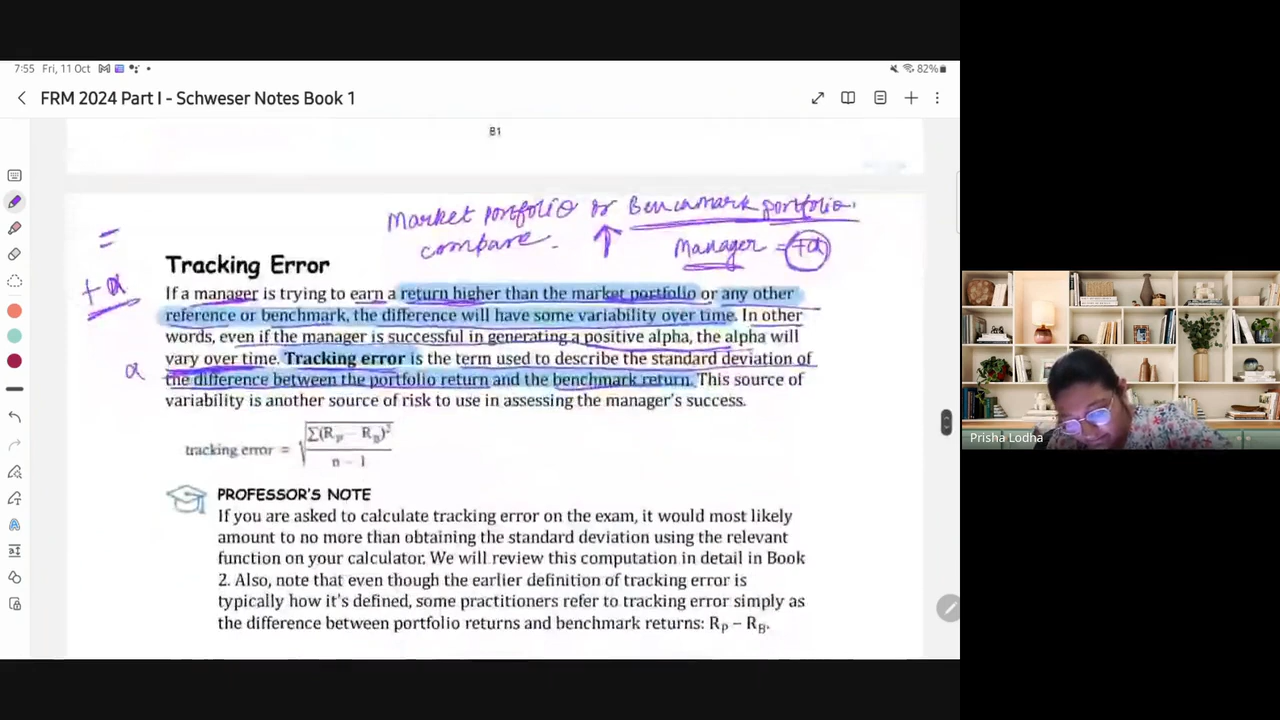 7:55 Fri, 11 Oct 82%
FRM 2024 Part I - Schweser Notes Book 1
81
Market portfolio or Benchmark portfolio.
compare. Manager = +α
=
+α
Tracking Error
If a manager is trying to earn a return higher than the market portfolio or any other
reference or benchmark, the difference will have some variability over time. In other
words, even if the manager is successful in generating a positive alpha, the alpha will
vary over time. Tracking error is the term used to describe the standard deviation of
α
the difference between the portfolio return and the benchmark return. This source of
variability is another source of risk to use in assessing the manager's success.
tracking error = √(Σ(R_P − R_B)² / (n − 1))
PROFESSOR'S NOTE
If you are asked to calculate tracking error on the exam, it would most likely
amount to no more than obtaining the standard deviation using the relevant
function on your calculator. We will review this computation in detail in Book
2. Also, note that even though the earlier definition of tracking error is
typically how it's defined, some practitioners refer to tracking error simply as
the difference between portfolio returns and benchmark returns: R_P − R_B.
Prisha Lodha